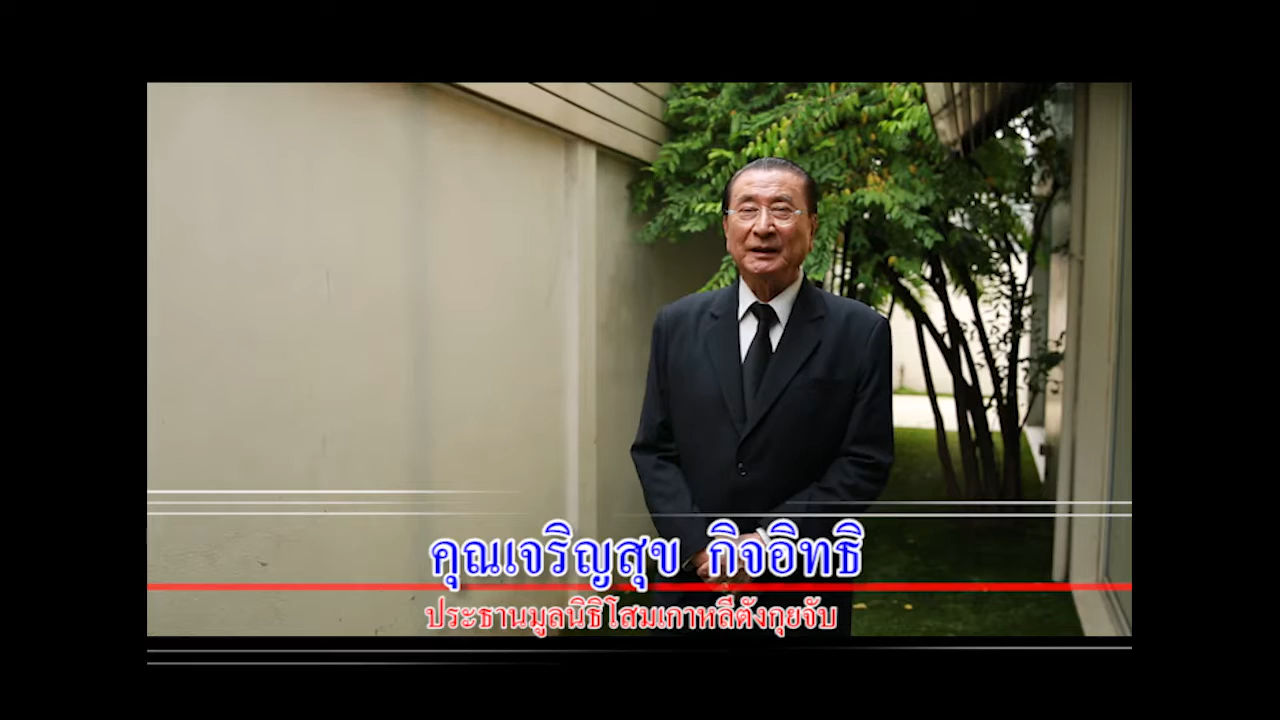 คุณเจริญสุข กิจอิทธิ
ประธานมูลนิธิโสมเกาหลีตังกุยจับ